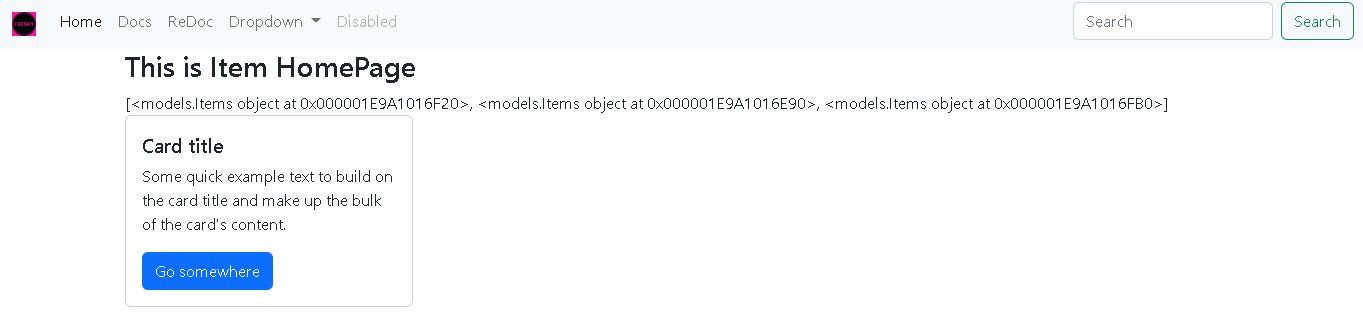 Home Docs ReDoc Dropdown Disabled Search Search
This is Item HomePage
[<models.Items object at 0x000001E9A1016F20>, <models.Items object at 0x000001E9A1016E90>, <models.Items object at 0x000001E9A1016FB0>]
Card title
Some quick example text to build on
the card title and make up the bulk
of the card's content.
Go somewhere